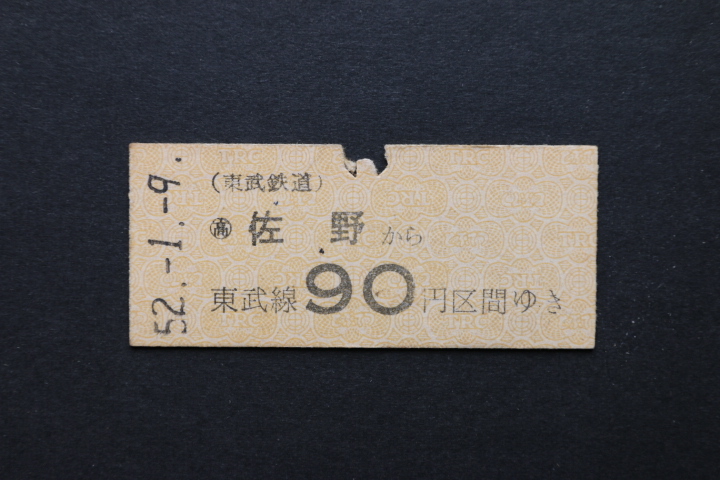 52.-1.-9.
(東武鉄道)
㊒佐野から
東武線90円区間ゆき